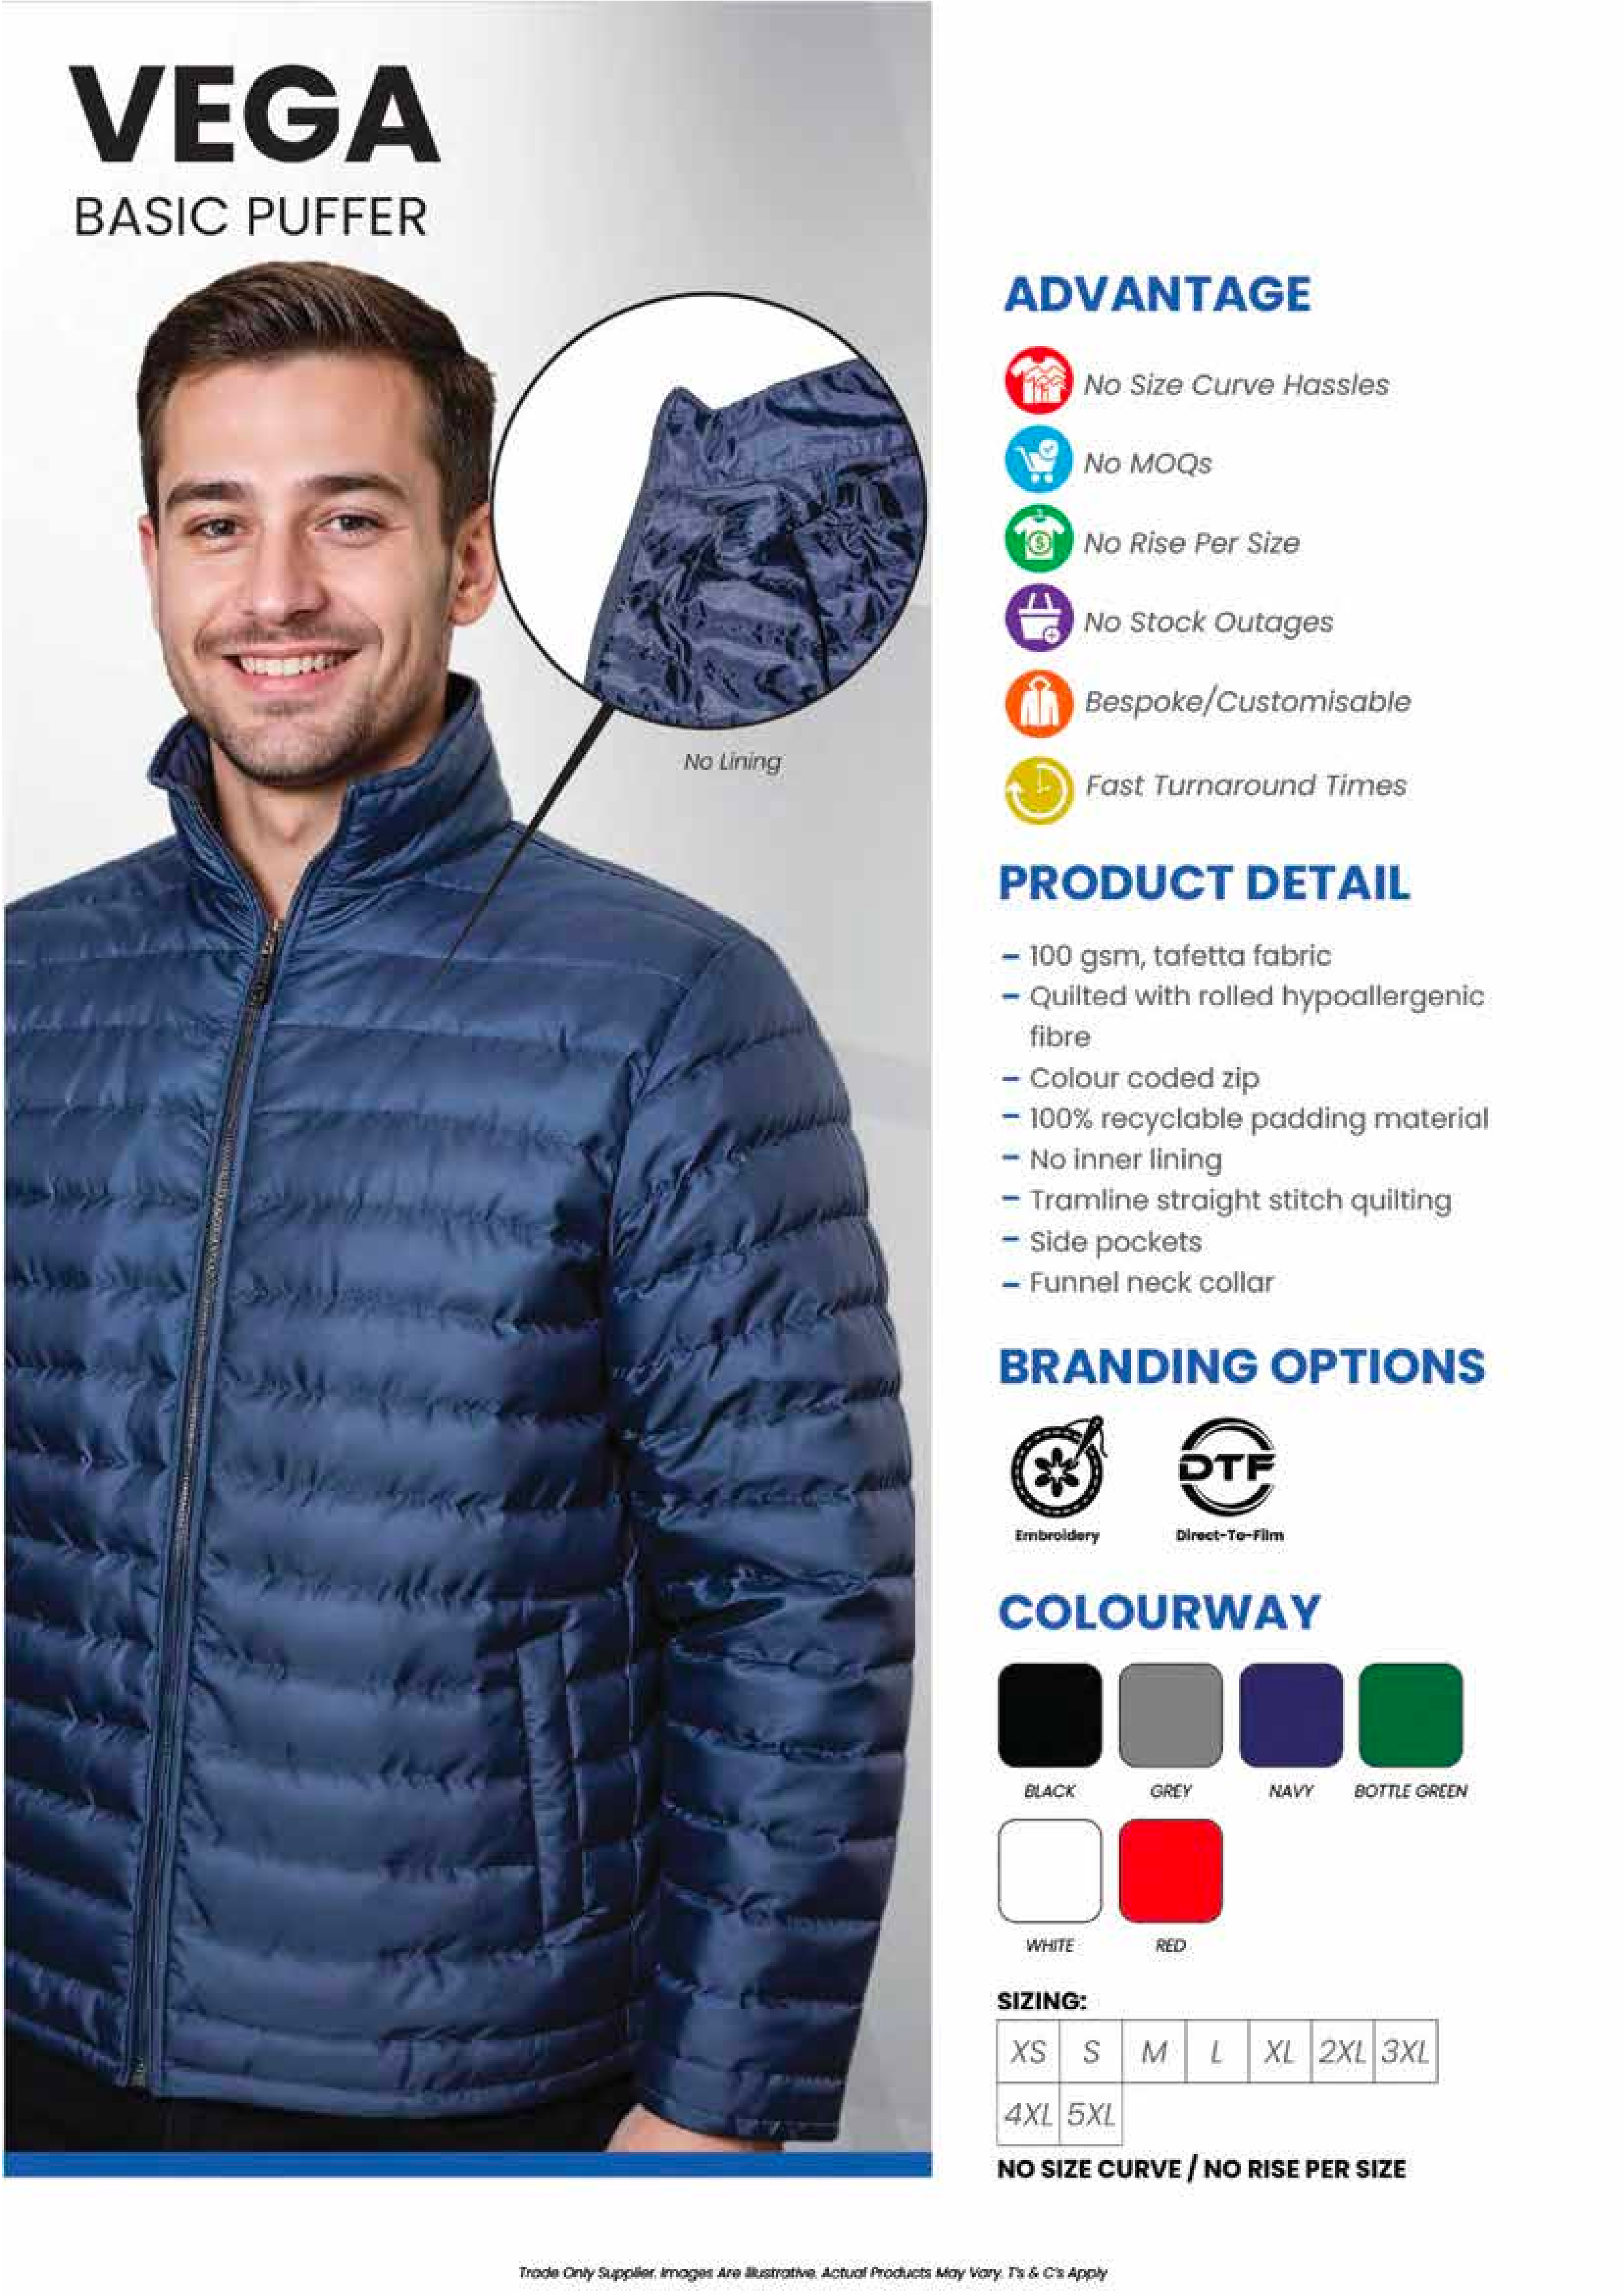 VEGA
BASIC PUFFER
No Lining
ADVANTAGE
No Size Curve Hassles
No MOQs
No Rise Per Size
No Stock Outages
Bespoke/Customisable
Fast Turnaround Times
PRODUCT DETAIL
– 100 gsm, tafetta fabric
– Quilted with rolled hypoallergenic
fibre
– Colour coded zip
– 100% recyclable padding material
– No inner lining
– Tramline straight stitch quilting
– Side pockets
– Funnel neck collar
BRANDING OPTIONS
DTF
Embroidery Direct-To-Film
COLOURWAY
BLACK GREY NAVY BOTTLE GREEN
WHITE RED
SIZING:
XS S M L XL 2XL 3XL
4XL 5XL
NO SIZE CURVE / NO RISE PER SIZE
Trade Only Supplier. Images Are Illustrative. Actual Products May Vary. T's & C's Apply